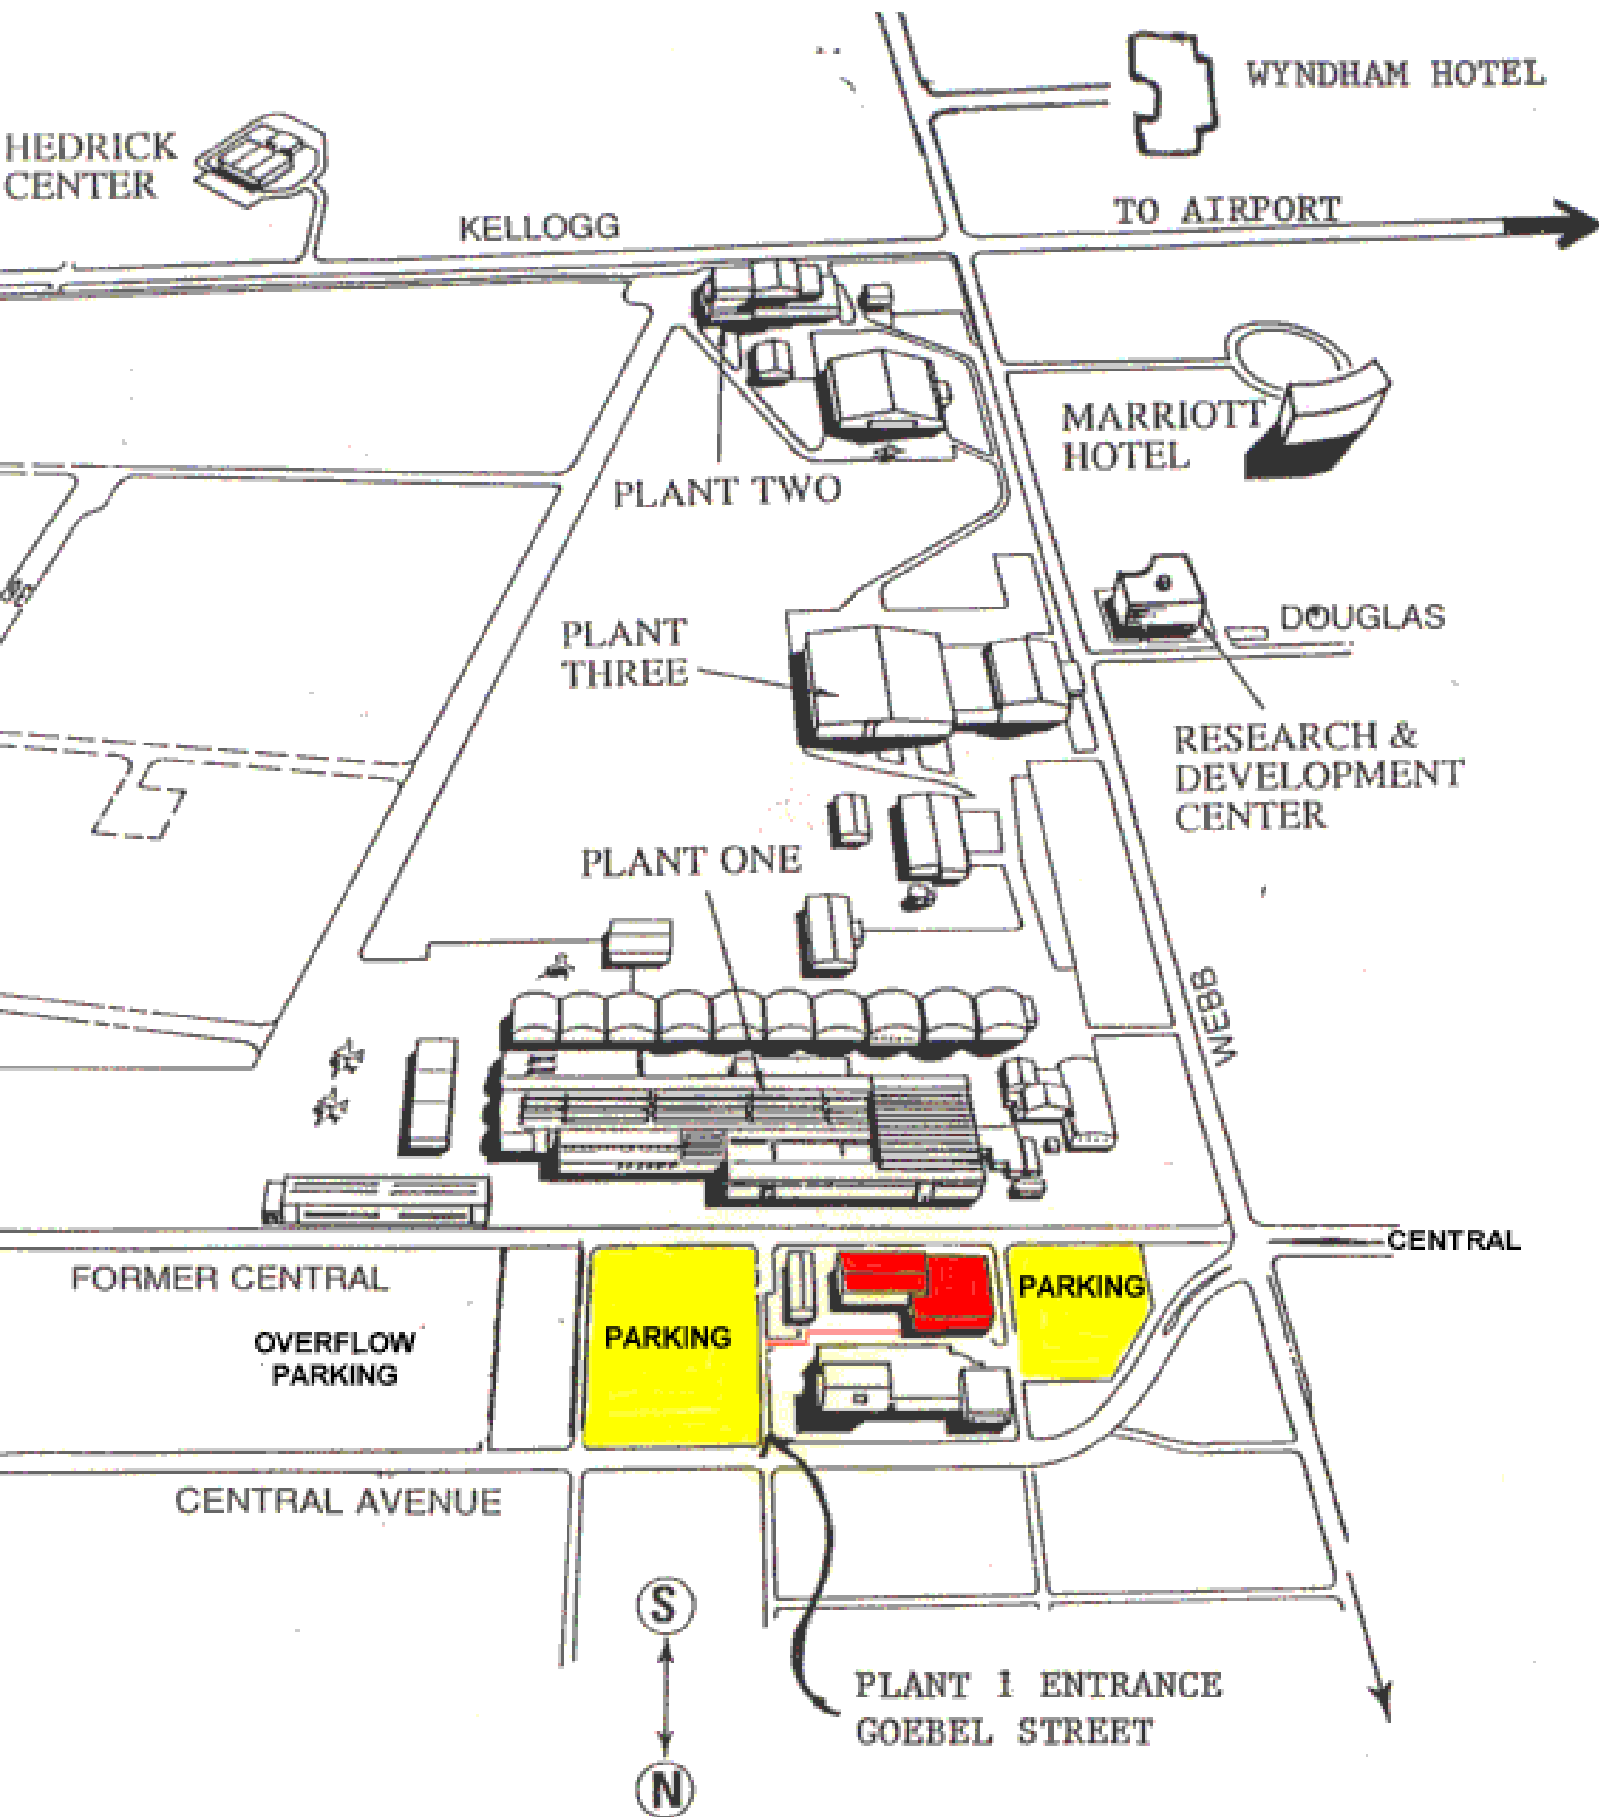 WYNDHAM HOTEL
HEDRICK
CENTER
TO AIRPORT
KELLOGG
MARRIOTT
HOTEL
PLANT TWO
DOUGLAS
PLANT
THREE
RESEARCH &
DEVELOPMENT
CENTER
PLANT ONE
WEBB
CENTRAL
FORMER CENTRAL
PARKING
OVERFLOW
PARKING
PARKING
CENTRAL AVENUE
S
PLANT 1 ENTRANCE
GOEBEL STREET
N